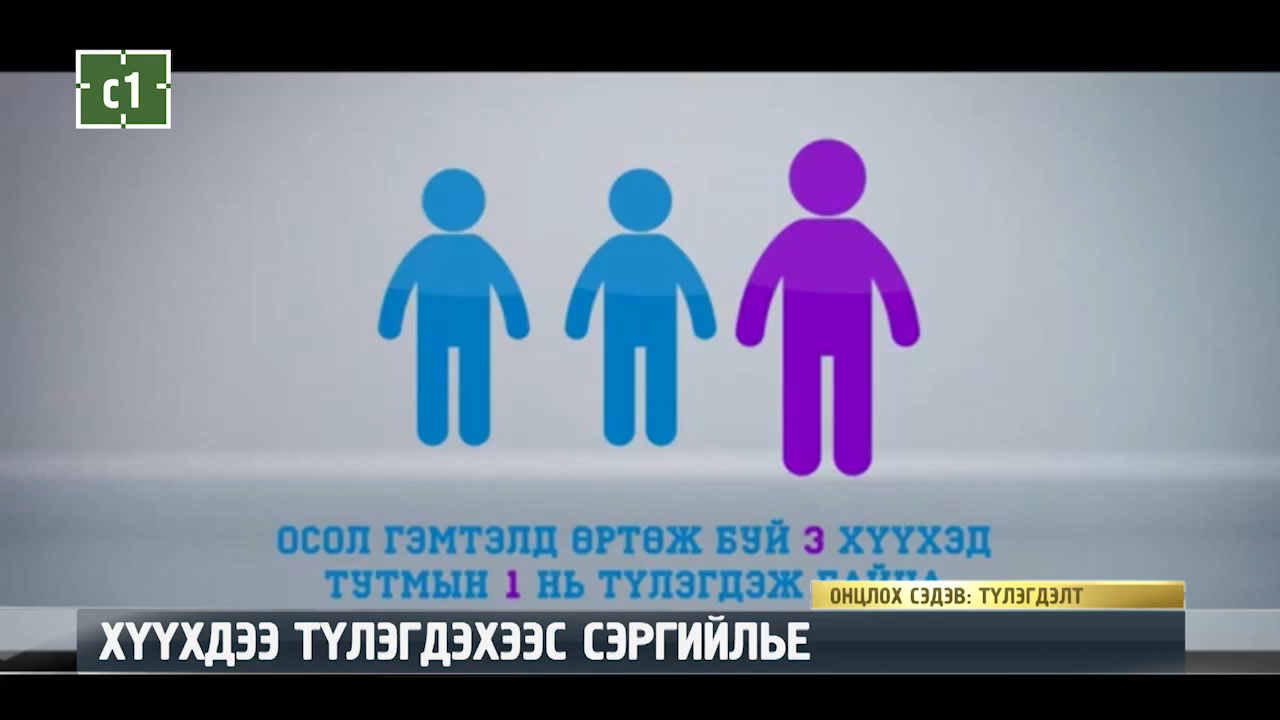 c1
ОСОЛ ГЭМТЭЛД ӨРТӨЖ БУЙ 3 ХҮҮХЭД
ТУТМЫН 1 НЬ ТҮЛЭГДЭЖ
ОНЦЛОХ СЭДЭВ: ТҮЛЭГДЭЛТ
ХҮҮХДЭЭ ТҮЛЭГДЭХЭЭС СЭРГИЙЛЬЕ